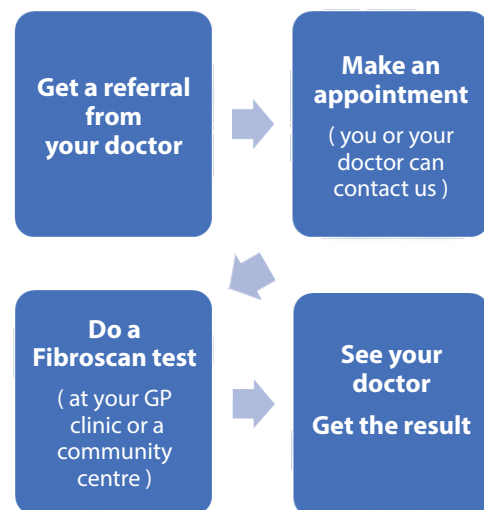 Get a referral
from
your doctor
Make an
appointment
( you or your
doctor can
contact us )
Do a
Fibroscan test
( at your GP
clinic or a
community
centre )
See your
doctor
Get the result